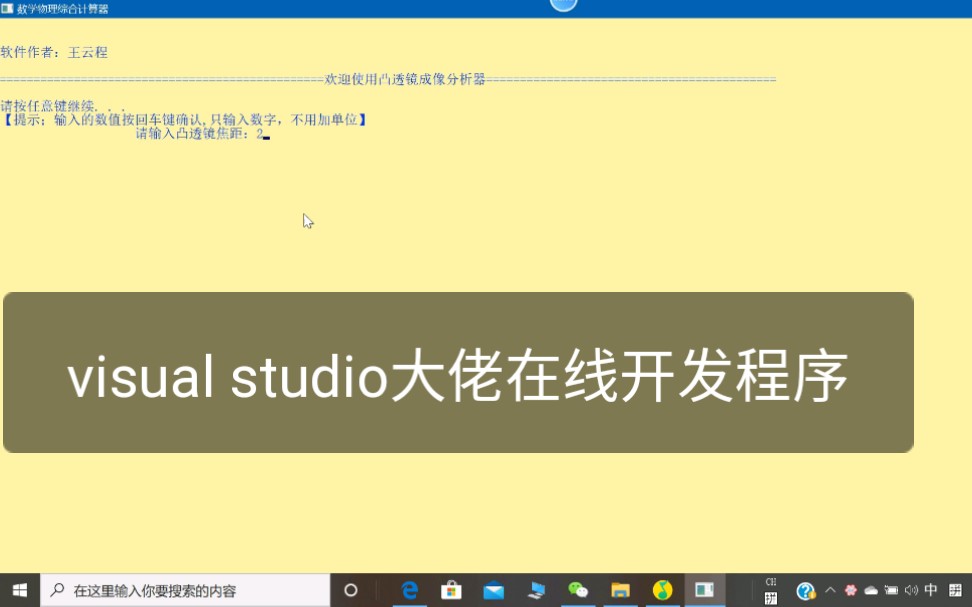 数学物理综合计算器
软件作者：王云程
================================================欢迎使用凸透镜成像分析器===========================================
请按任意键继续. . .
【提示：输入的数值按回车键确认,只输入数字，不用加单位】
请输入凸透镜焦距：2
visual studio大佬在线开发程序
在这里输入你要搜索的内容
CH
拼
中